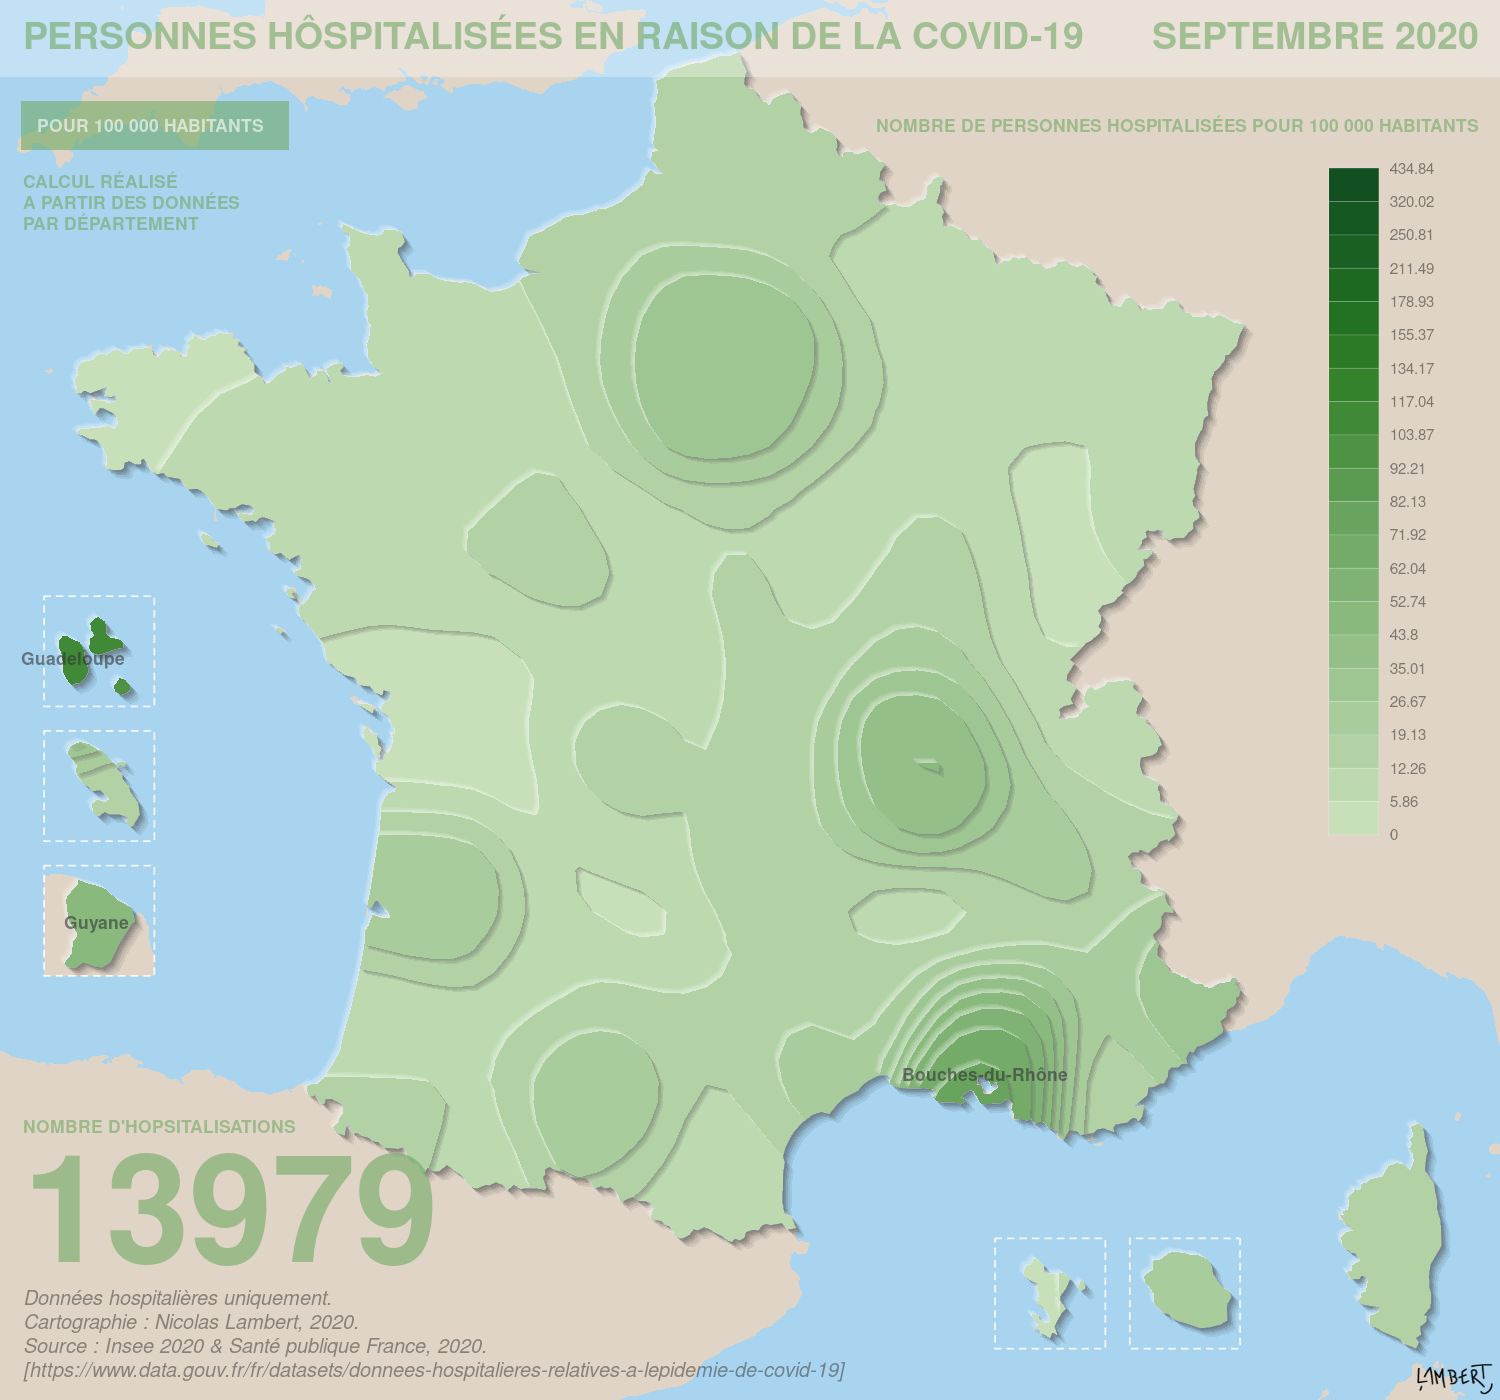 PERSONNES HÔSPITALISÉES EN RAISON DE LA COVID-19 SEPTEMBRE 2020
POUR 100 000 HABITANTS
NOMBRE DE PERSONNES HOSPITALISÉES POUR 100 000 HABITANTS
CALCUL RÉALISÉ
A PARTIR DES DONNÉES
PAR DÉPARTEMENT
434.84
320.02
250.81
211.49
178.93
155.37
134.17
117.04
103.87
92.21
82.13
71.92
62.04
52.74
43.8
35.01
26.67
19.13
12.26
5.86
0
Guadeloupe
Guyane
Bouches-du-Rhône
NOMBRE D'HOPSITALISATIONS
13979
Données hospitalières uniquement.
Cartographie : Nicolas Lambert, 2020.
Source : Insee 2020 & Santé publique France, 2020.
[https://www.data.gouv.fr/fr/datasets/donnees-hospitalieres-relatives-a-lepidemie-de-covid-19]
LAMBERT